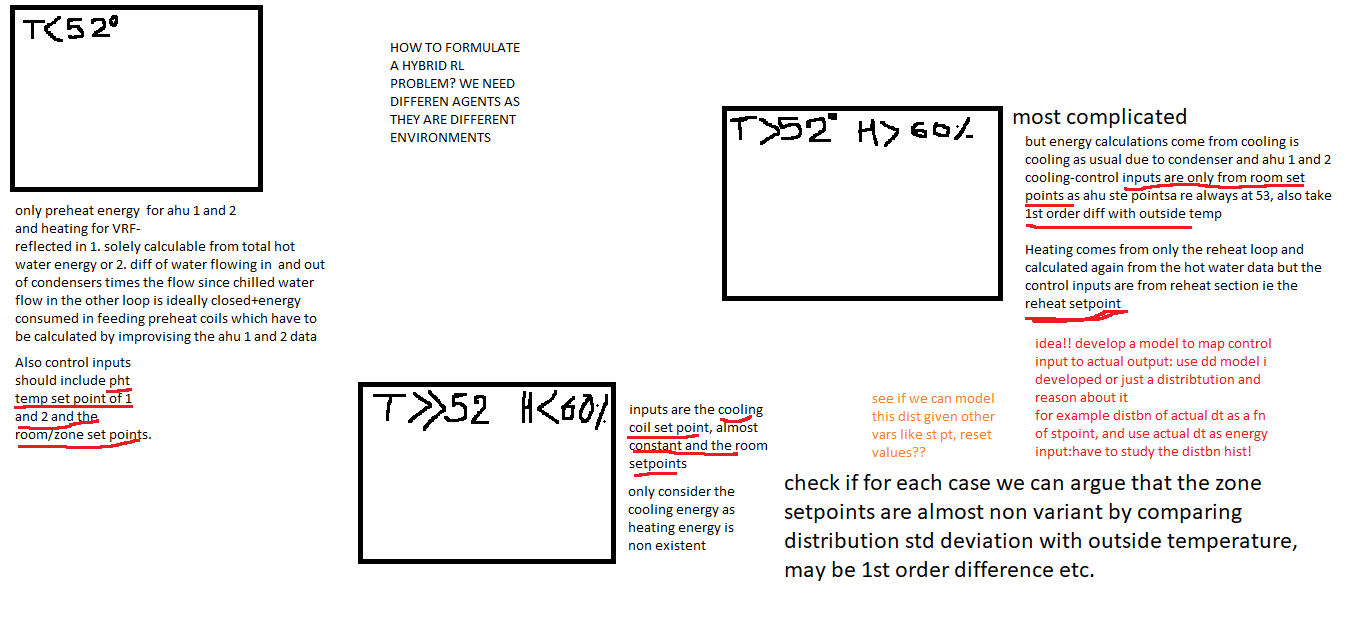 T<52°
only preheat energy  for ahu 1 and 2
and heating for VRF-
reflected in 1. solely calculable from total hot
water energy or 2. diff of water flowing in  and out
of condensers times the flow since chilled water
flow in the other loop is ideally closed+energy
consumed in feeding preheat coils which have to
be calculated by improvising the ahu 1 and 2 data
Also control inputs
should include pht
temp set point of 1
and 2 and the
room/zone set points.
HOW TO FORMULATE
A HYBRID RL
PROBLEM? WE NEED
DIFFEREN AGENTS AS
THEY ARE DIFFERENT
ENVIRONMENTS
T>52° H>60%
most complicated
but energy calculations come from cooling is
cooling as usual due to condenser and ahu 1 and 2
cooling-control inputs are only from room set
points as ahu ste pointsa re always at 53, also take
1st order diff with outside temp
Heating comes from only the reheat loop and
calculated again from the hot water data but the
control inputs are from reheat section ie the
reheat setpoint
idea!! develop a model to map control
input to actual output: use dd model i
developed or just a distribtution and
reason about it
for example distbn of actual dt as a fn
of stpoint, and use actual dt as energy
input:have to study the distbn hist!
T>>52 H<60%
inputs are the cooling
coil set point, almost
constant and the room
setpoints
only consider the
cooling energy as
heating energy is
non existent
see if we can model
this dist given other
vars like st pt, reset
values??
check if for each case we can argue that the zone
setpoints are almost non variant by comparing
distribution std deviation with outside temperature,
may be 1st order difference etc.